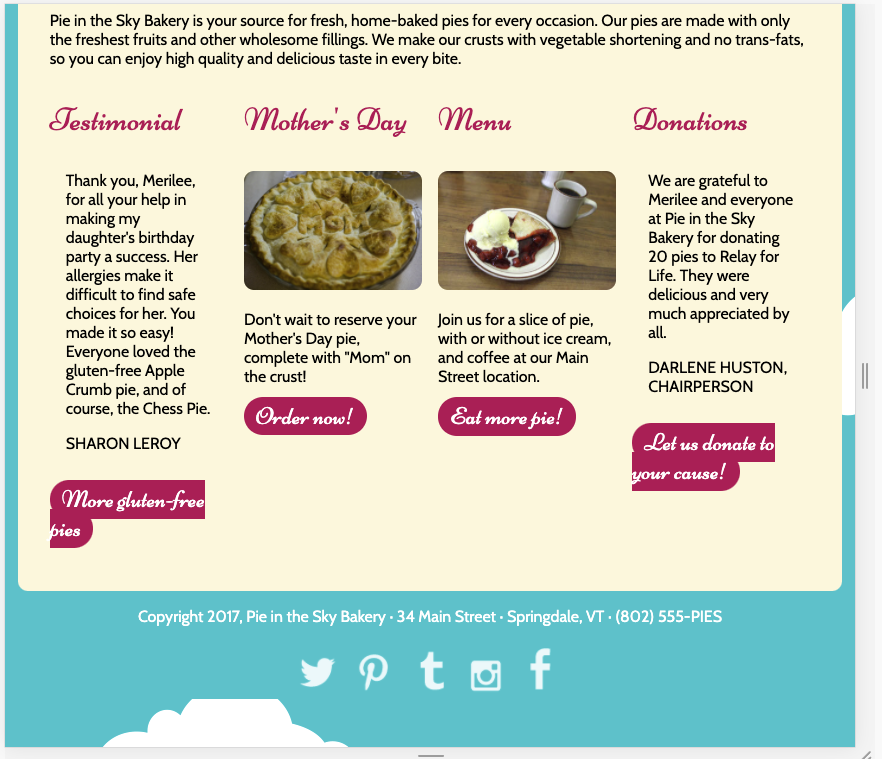 Pie in the Sky Bakery is your source for fresh, home-baked pies for every occasion. Our pies are made with only
the freshest fruits and other wholesome fillings. We make our crusts with vegetable shortening and no trans-fats,
so you can enjoy high quality and delicious taste in every bite.
Testimonial
Thank you, Merilee,
for all your help in
making my
daughter's birthday
party a success. Her
allergies make it
difficult to find safe
choices for her. You
made it so easy!
Everyone loved the
gluten-free Apple
Crumb pie, and of
course, the Chess Pie.
SHARON LEROY
More gluten-free
pies
Mother's Day
Don't wait to reserve your
Mother's Day pie,
complete with "Mom" on
the crust!
Order now!
Menu
Join us for a slice of pie,
with or without ice cream,
and coffee at our Main
Street location.
Eat more pie!
Donations
We are grateful to
Merilee and everyone
at Pie in the Sky
Bakery for donating
20 pies to Relay for
Life. They were
delicious and very
much appreciated by
all.
DARLENE HUSTON,
CHAIRPERSON
Let us donate to
your cause!
Copyright 2017, Pie in the Sky Bakery • 34 Main Street • Springdale, VT • (802) 555-PIES